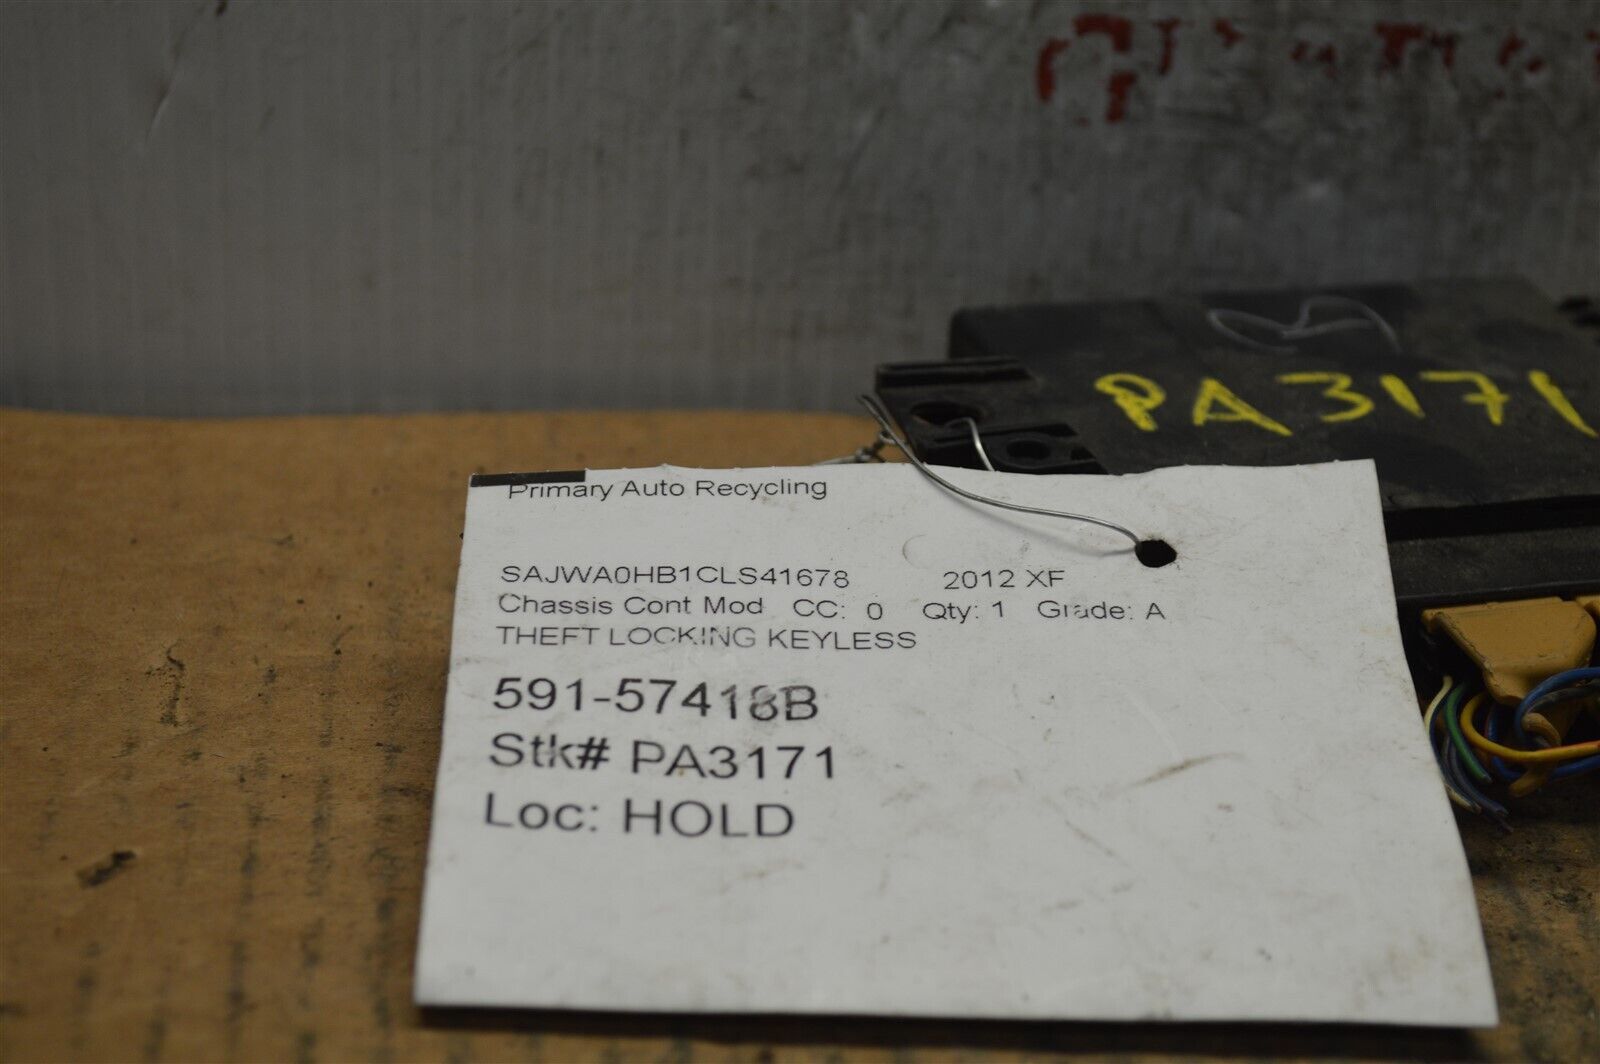 PA3171
Primary Auto Recycling
SAJWA0HB1CLS41678 2012 XF
Chassis Cont Mod CC: 0 Qty: 1 Grade: A
THEFT LOCKING KEYLESS
591-57418B
Stk# PA3171
Loc: HOLD